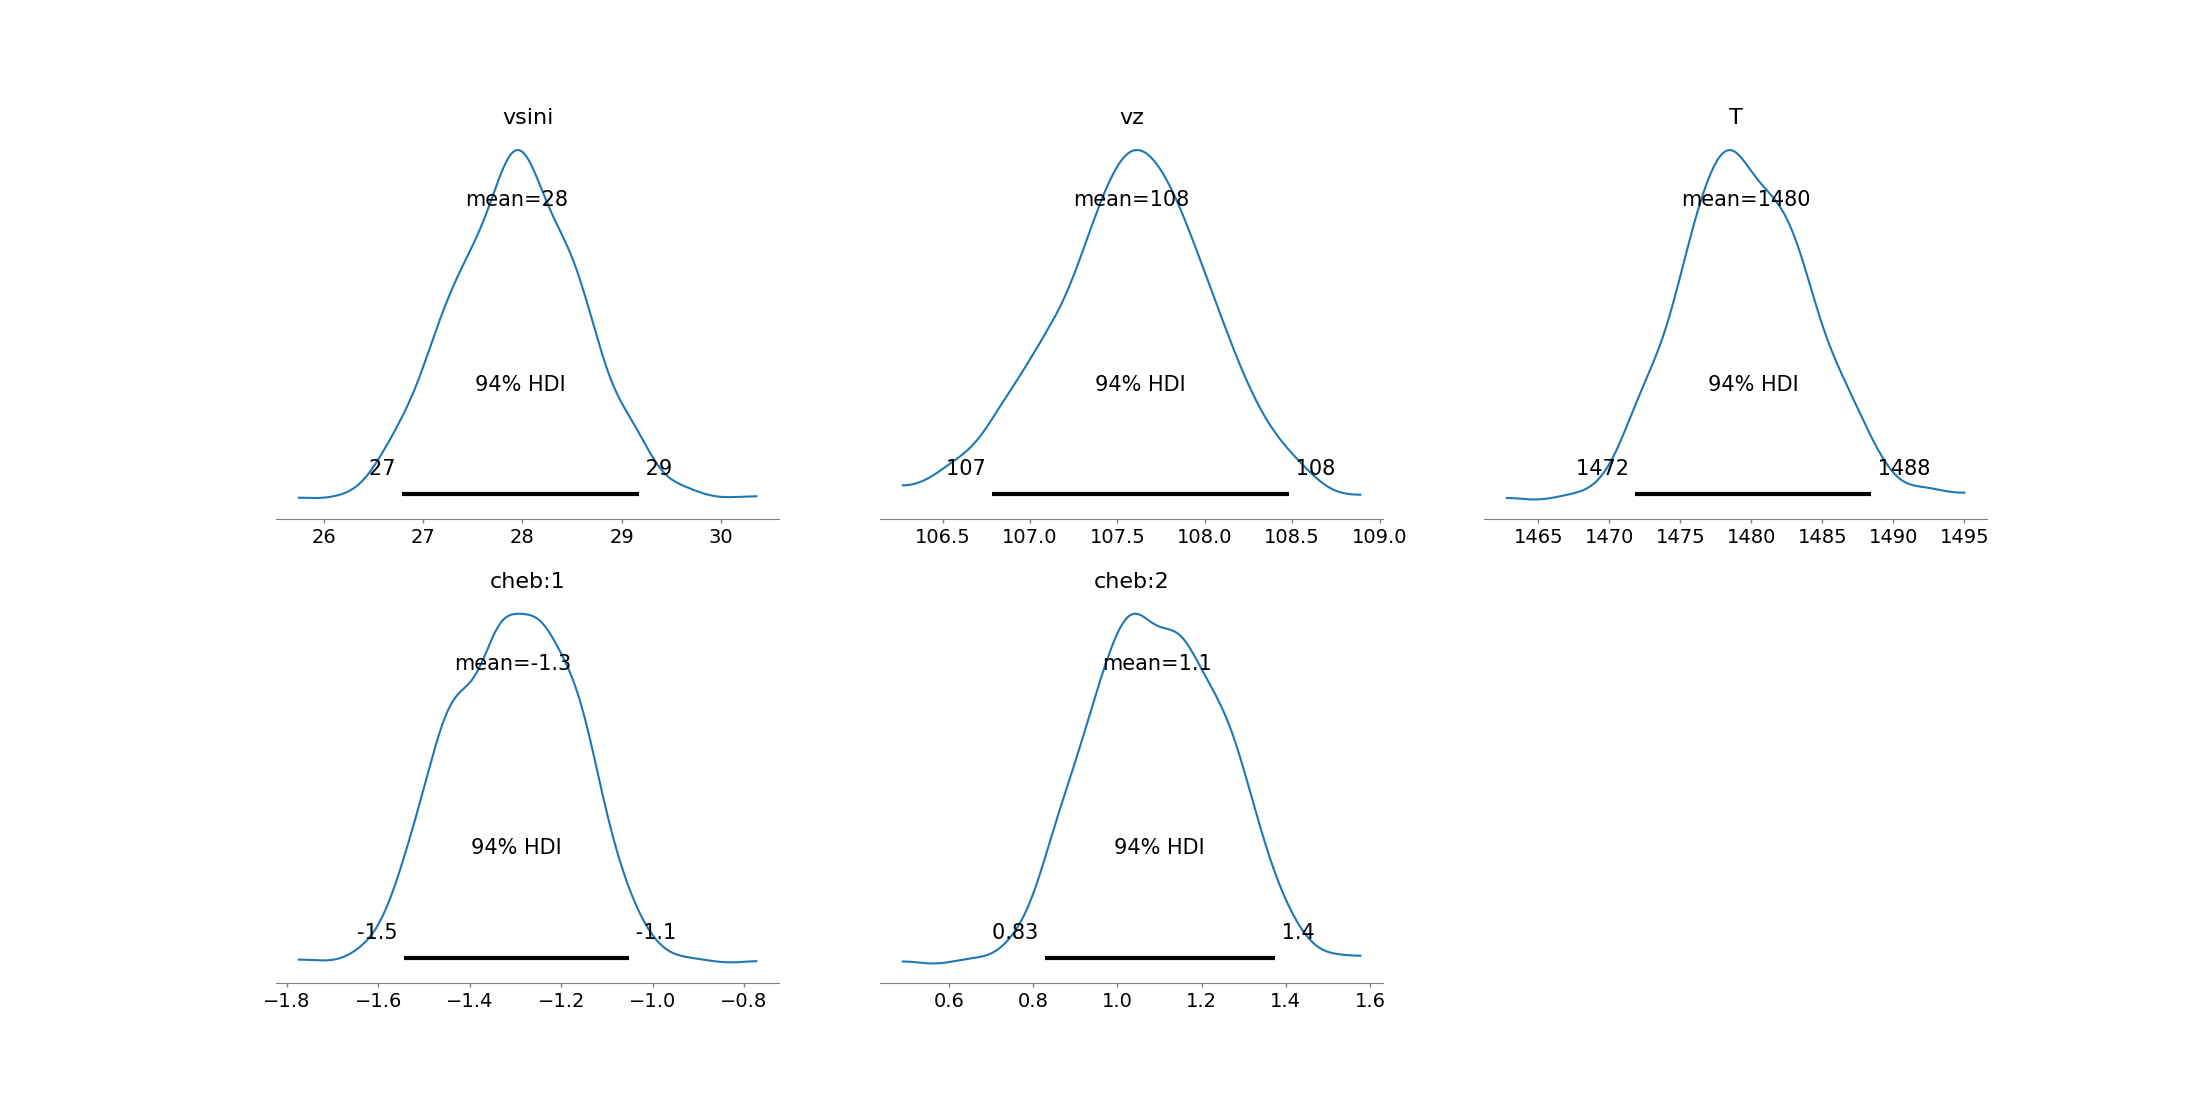 vsini
mean=28
94% HDI
27 29
26 27 28 29 30
vz
mean=108
94% HDI
107 108
106.5 107.0 107.5 108.0 108.5 109.0
T
mean=1480
94% HDI
1472 1488
1465 1470 1475 1480 1485 1490 1495
cheb:1
mean=-1.3
94% HDI
-1.5 -1.1
−1.8 −1.6 −1.4 −1.2 −1.0 −0.8
cheb:2
mean=1.1
94% HDI
0.83 1.4
0.6 0.8 1.0 1.2 1.4 1.6